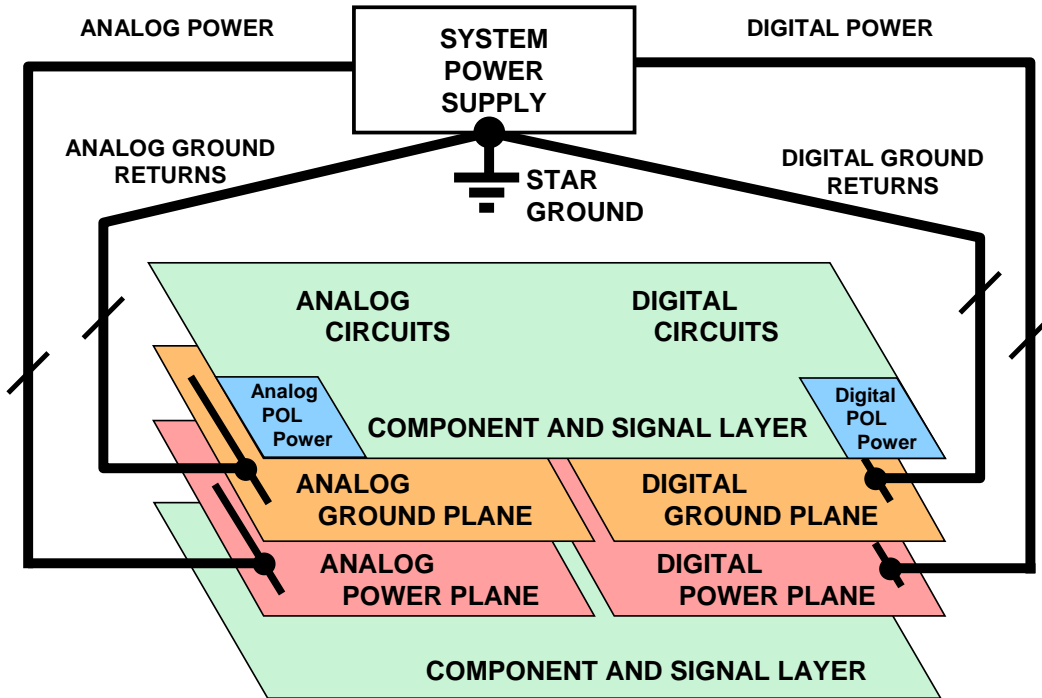 ANALOG POWER
SYSTEM
POWER
SUPPLY
DIGITAL POWER
ANALOG GROUND
RETURNS
STAR
GROUND
DIGITAL GROUND
RETURNS
ANALOG
CIRCUITS
DIGITAL
CIRCUITS
Analog
POL
Power
Digital
POL
Power
COMPONENT AND SIGNAL LAYER
ANALOG
GROUND PLANE
DIGITAL
GROUND PLANE
ANALOG
POWER PLANE
DIGITAL
POWER PLANE
COMPONENT AND SIGNAL LAYER